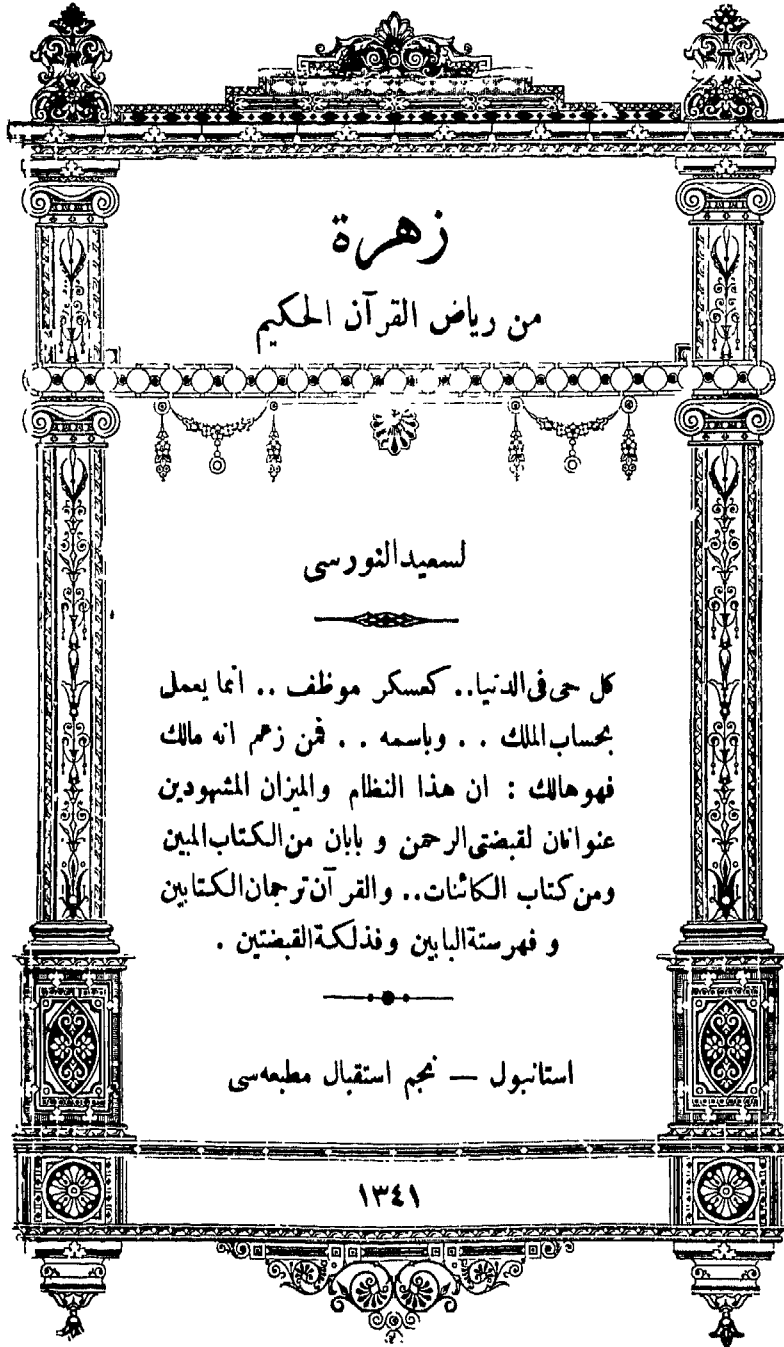 زهرة
من رياض القرآن الحكيم
لسعيد النورسى
كل حى فى الدنيا.. كعسكر موظف .. انما يعمل
بحساب الملك . . وباسمه . . فمن زعم انه مالك
فهو هالك : ان هذا النظام والميزان المشهودين
عنوانان لقبضتى الرحمن و بابان من الكتاب المبين
ومن كتاب الكائنات.. والقرآن ترجمان الكتابين
و فهرستة البابين وفذلكة القبضتين .
استانبول — نجم استقبال مطبعه سى
١٣٤١